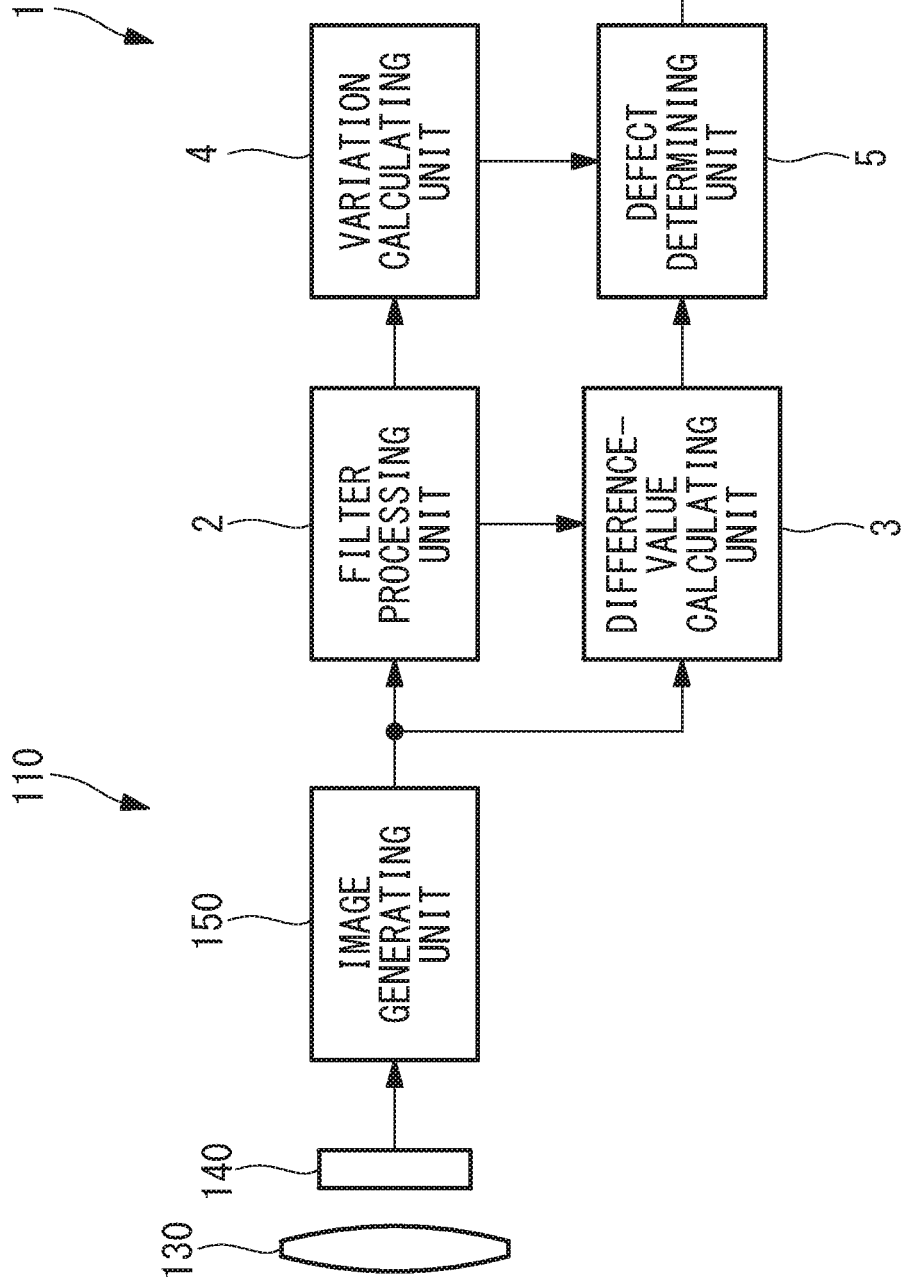 110
1
130
140
150
IMAGE
GENERATING
UNIT
2
FILTER
PROCESSING
UNIT
4
VARIATION
CALCULATING
UNIT
DIFFERENCE-
VALUE
CALCULATING
UNIT
3
DEFECT
DETERMINING
UNIT
5